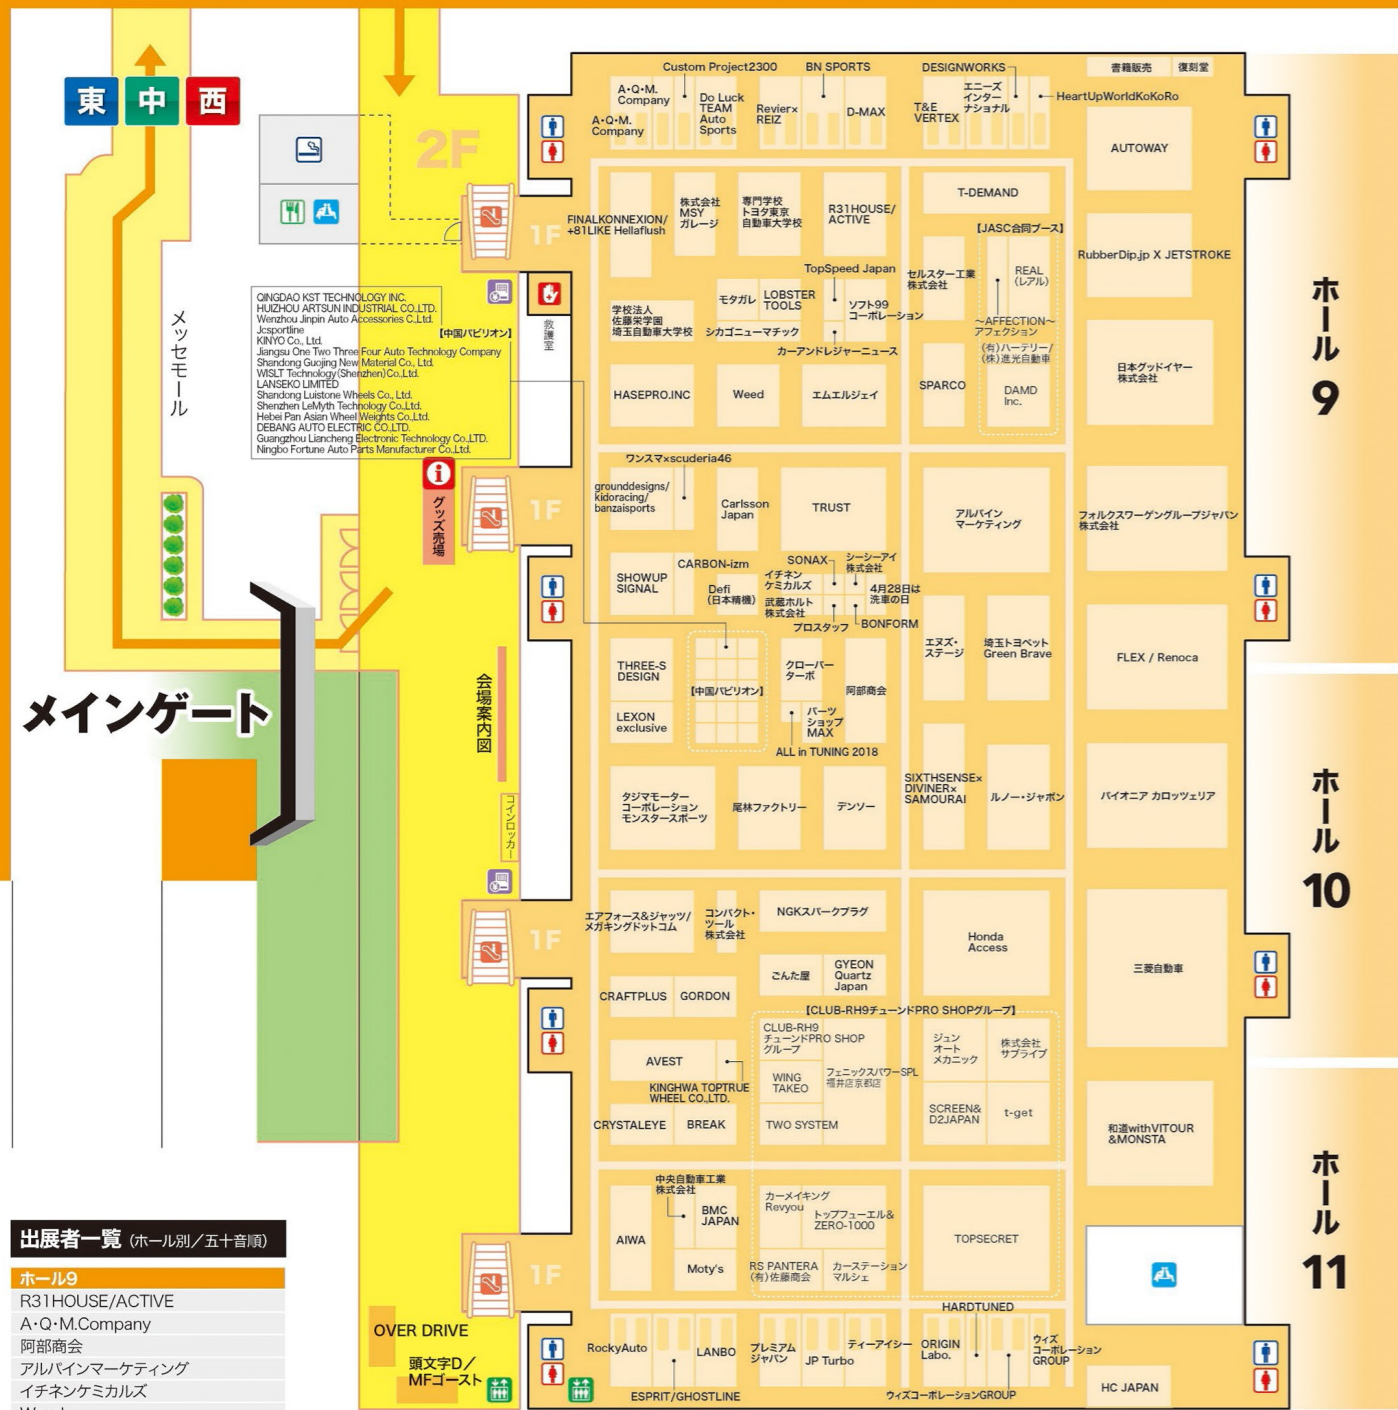 東
中
西
2F
1F
メッセモール
QINGDAO KST TECHNOLOGY INC.
HUIZHOU ARTSUN INDUSTRIAL CO.,LTD.
Wenzhou Jinpin Auto Accessories C.,Ltd.
Jcsportline
【中国パビリオン】
KINYO Co., Ltd.
Jiangsu One Two Three Four Auto Technology Company
Shandong Guojing New Material Co., Ltd.
WISLT Technology(Shenzhen)Co.,Ltd.
LANSEKO LIMITED
Shandong Luistone Wheels Co., Ltd.
Shenzhen LeMyth Technology Co.,Ltd.
Hebei Pan Asian Wheel Weights Co.,Ltd.
DEBANG AUTO ELECTRIC CO.,LTD.
Guangzhou Liancheng Electronic Technology Co.,LTD.
Ningbo Fortune Auto Parts Manufacturer Co.,Ltd.
救護室
グッズ売場
1F
メインゲート
会場案内図
コインロッカー
1F
1F
OVER DRIVE
頭文字D／
MFゴースト
Custom Project2300
BN SPORTS
DESIGNWORKS
書籍販売
復刻堂
A・Q・M.
Company
A・Q・M.
Company
Do Luck
TEAM
Auto
Sports
Revier×
REIZ
D-MAX
T&E
VERTEX
エニーズ
インター
ナショナル
HeartUpWorldKoKoRo
AUTOWAY
FINALKONNEXION/
+81LIKE Hellaflush
株式会社
MSY
ガレージ
専門学校
トヨタ東京
自動車大学校
R31HOUSE/
ACTIVE
T-DEMAND
【JASC合同ブース】
セルスター工業
株式会社
REAL
(レアル)
RubberDip.jp X JETSTROKE
TopSpeed Japan
モタガレ
LOBSTER
TOOLS
ソフト99
コーポレーション
学校法人
佐藤栄学園
埼玉自動車大学校
シカゴニューマチック
カーアンドレジャーニュース
～AFFECTION～
アフェクション
(有)ハーテリー/
(株)進光自動車
日本グッドイヤー
株式会社
HASEPRO.INC
Weed
エムエルジェイ
SPARCO
DAMD
Inc.
ホール9
ワンスマ×scuderia46
grounddesigns/
kidoracing/
banzaisports
Carlsson
Japan
TRUST
アルパイン
マーケティング
フォルクスワーゲングループジャパン
株式会社
SHOWUP
SIGNAL
CARBON-izm
Defi
(日本精機)
SONAX
シーシーアイ
株式会社
イチネン
ケミカルズ
武蔵ホルト
株式会社
4月28日は
洗車の日
プロスタッフ
BONFORM
エヌズ・
ステージ
埼玉トヨペット
Green Brave
FLEX / Renoca
THREE-S
DESIGN
【中国パビリオン】
クローバー
ターボ
阿部商会
LEXON
exclusive
パーツ
ショップ
MAX
ALL in TUNING 2018
タジマモーター
コーポレーション
モンスタースポーツ
尾林ファクトリー
デンソー
SIXTHSENSE×
DIVINER×
SAMOURAI
ルノー・ジャポン
パイオニア カロッツェリア
ホール10
エアフォース&ジャッツ/
メガキングドットコム
コンパクト・
ツール
株式会社
NGKスパークプラグ
Honda
Access
三菱自動車
ごんた屋
GYEON
Quartz
Japan
CRAFTPLUS
GORDON
【CLUB-RH9チューンドPRO SHOPグループ】
CLUB-RH9
チューンドPRO SHOP
グループ
ジュン
オート
メカニック
株式会社
サプライブ
AVEST
KINGHWA TOPTRUE
WHEEL CO.,LTD.
WING
TAKEO
フェニックスパワーSPL
福井店京都店
SCREEN&
D2JAPAN
t-get
CRYSTALEYE
BREAK
TWO SYSTEM
和道withVITOUR
&MONSTA
ホール11
中央自動車工業
株式会社
AIWA
BMC
JAPAN
Moty's
カーメイキング
Revyou
トップフューエル&
ZERO-1000
RS PANTERA
(有)佐藤商会
カーステーション
マルシェ
TOPSECRET
HARDTUNED
RockyAuto
LANBO
ESPRIT/GHOSTLINE
プレミアム
ジャパン
JP Turbo
ティーアイシー
ORIGIN
Labo.
ウィズ
コーポレーション
GROUP
ウィズコーポレーションGROUP
HC JAPAN
出展者一覧 (ホール別／五十音順)
ホール9
R31HOUSE/ACTIVE
A・Q・M.Company
阿部商会
アルパインマーケティング
イチネンケミカルズ